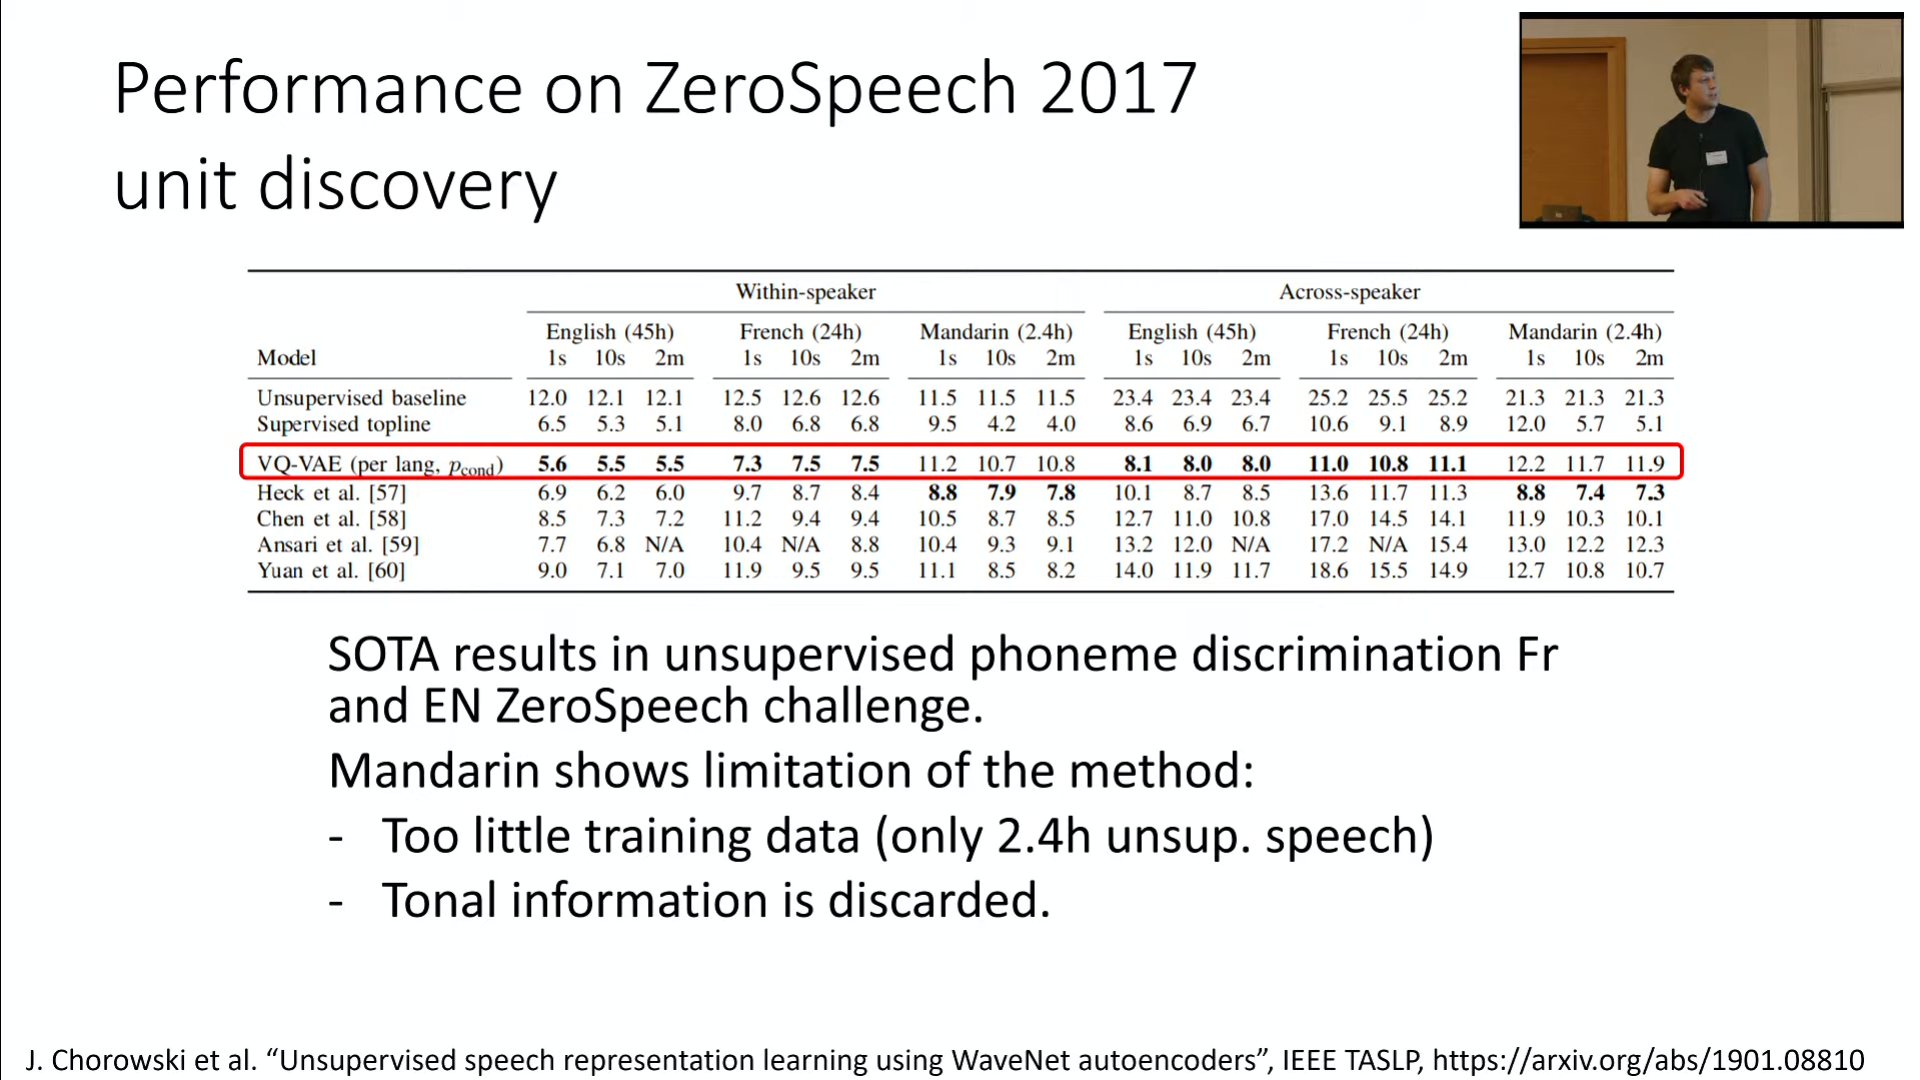 Performance on ZeroSpeech 2017
unit discovery
Within-speaker Across-speaker
English (45h) French (24h) Mandarin (2.4h) English (45h) French (24h) Mandarin (2.4h)
Model 1s 10s 2m 1s 10s 2m 1s 10s 2m 1s 10s 2m 1s 10s 2m 1s 10s 2m
Unsupervised baseline 12.0 12.1 12.1 12.5 12.6 12.6 11.5 11.5 11.5 23.4 23.4 23.4 25.2 25.5 25.2 21.3 21.3 21.3
Supervised topline 6.5 5.3 5.1 8.0 6.8 6.8 9.5 4.2 4.0 8.6 6.9 6.7 10.6 9.1 8.9 12.0 5.7 5.1
VQ-VAE (per lang, pcond) 5.6 5.5 5.5 7.3 7.5 7.5 11.2 10.7 10.8 8.1 8.0 8.0 11.0 10.8 11.1 12.2 11.7 11.9
Heck et al. [57] 6.9 6.2 6.0 9.7 8.7 8.4 8.8 7.9 7.8 10.1 8.7 8.5 13.6 11.7 11.3 8.8 7.4 7.3
Chen et al. [58] 8.5 7.3 7.2 11.2 9.4 9.4 10.5 8.7 8.5 12.7 11.0 10.8 17.0 14.5 14.1 11.9 10.3 10.1
Ansari et al. [59] 7.7 6.8 N/A 10.4 N/A 8.8 10.4 9.3 9.1 13.2 12.0 N/A 17.2 N/A 15.4 13.0 12.2 12.3
Yuan et al. [60] 9.0 7.1 7.0 11.9 9.5 9.5 11.1 8.5 8.2 14.0 11.9 11.7 18.6 15.5 14.9 12.7 10.8 10.7
SOTA results in unsupervised phoneme discrimination Fr
and EN ZeroSpeech challenge.
Mandarin shows limitation of the method:
- Too little training data (only 2.4h unsup. speech)
- Tonal information is discarded.
J. Chorowski et al. “Unsupervised speech representation learning using WaveNet autoencoders”, IEEE TASLP, https://arxiv.org/abs/1901.08810